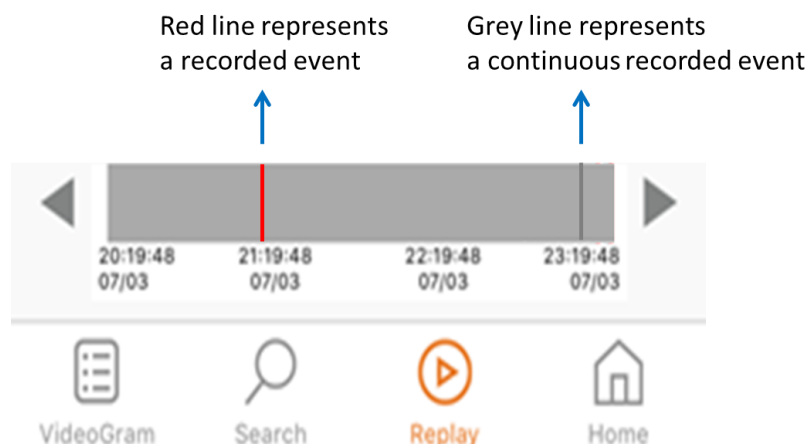 Red line represents
a recorded event
Grey line represents
a continuous recorded event
20:19:48
07/03
21:19:48
07/03
22:19:48
07/03
23:19:48
07/03
VideoGram
Search
Replay
Home